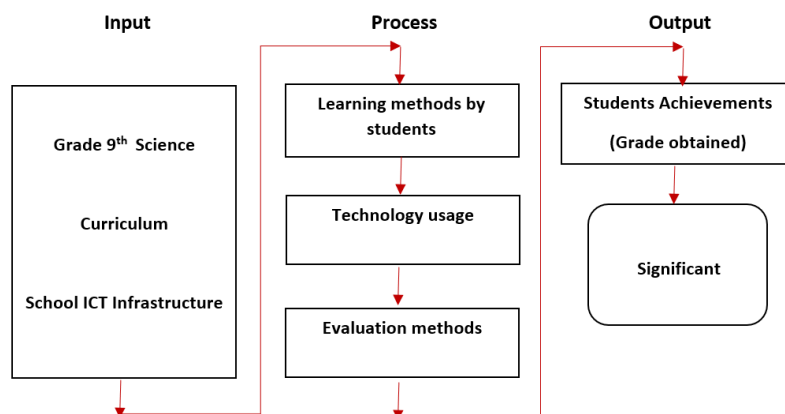 Input
Process
Output
Grade 9th Science
Curriculum
School ICT Infrastructure
Learning methods by
students
Technology usage
Evaluation methods
Students Achievements
(Grade obtained)
Significant